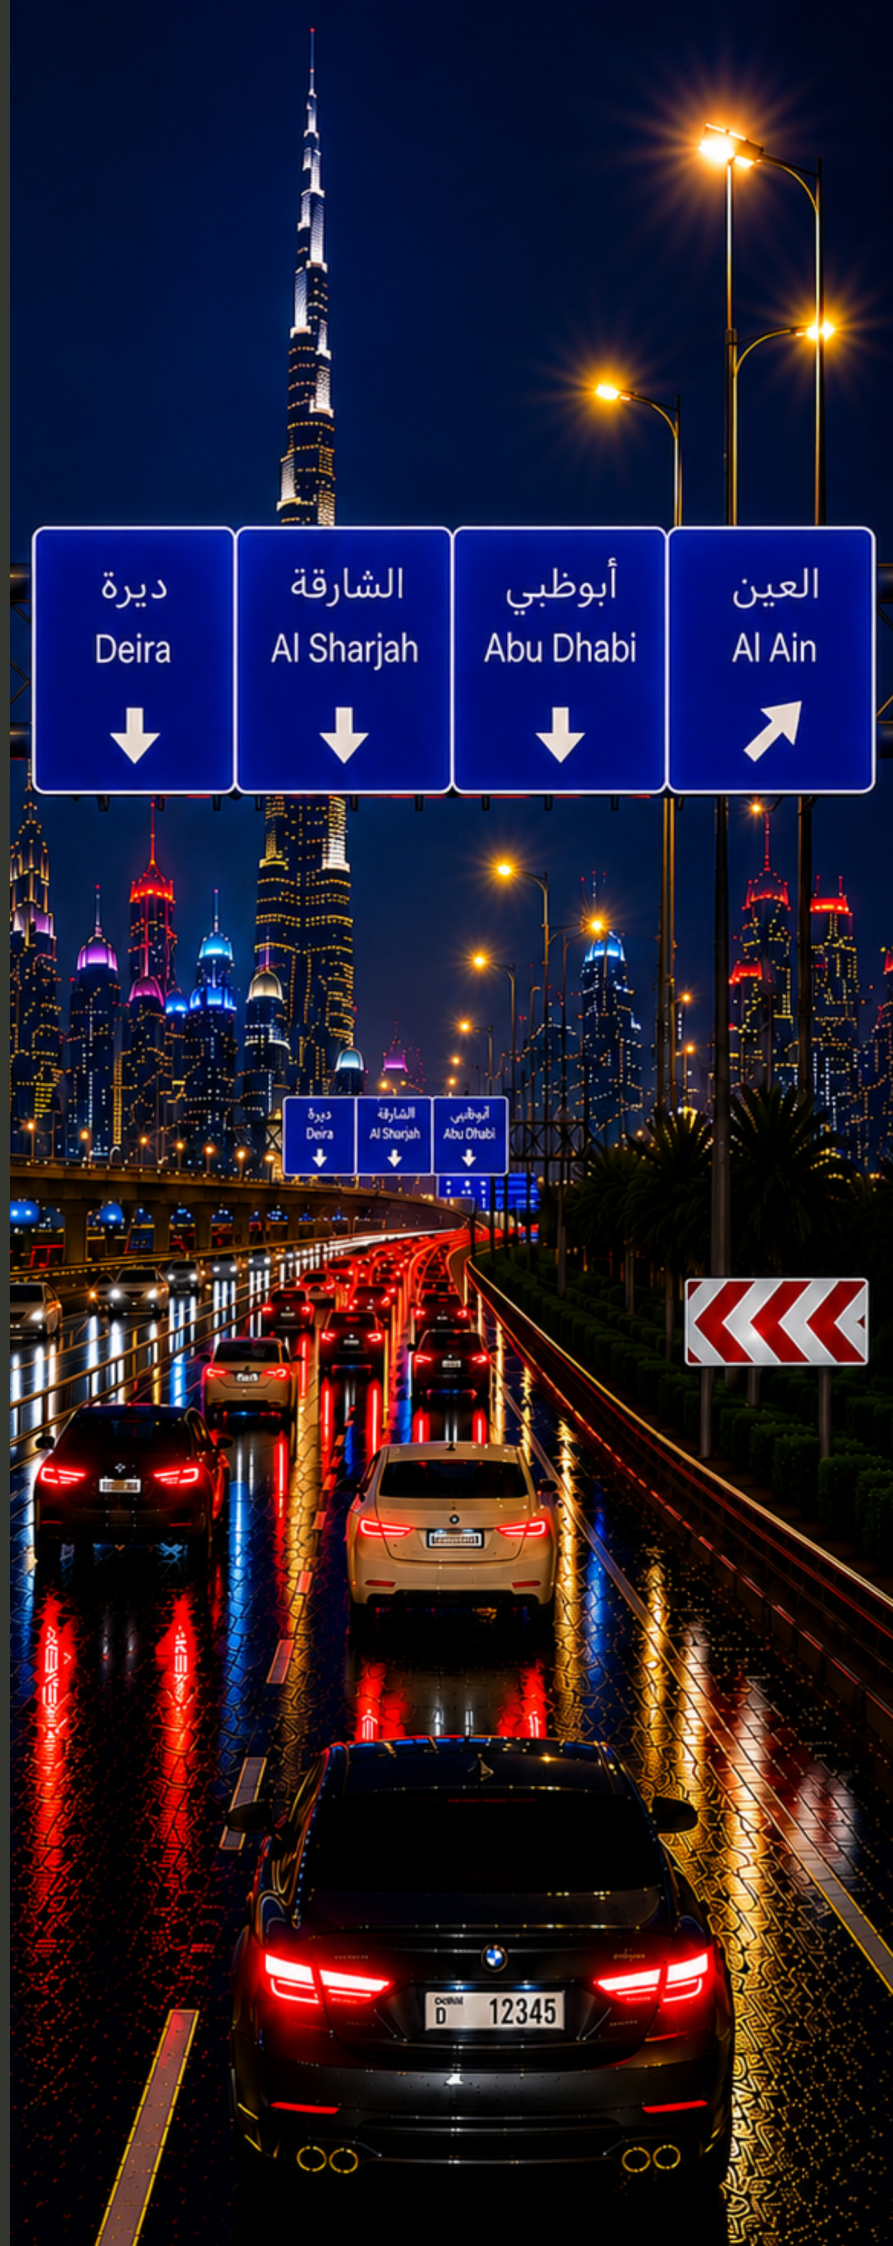 ديرة
Deira
الشارقة
Al Sharjah
أبوظبي
Abu Dhabi
العين
Al Ain
ديرة
Deira
الشارقة
Al Sharjah
Abu Dhabi
D 12345